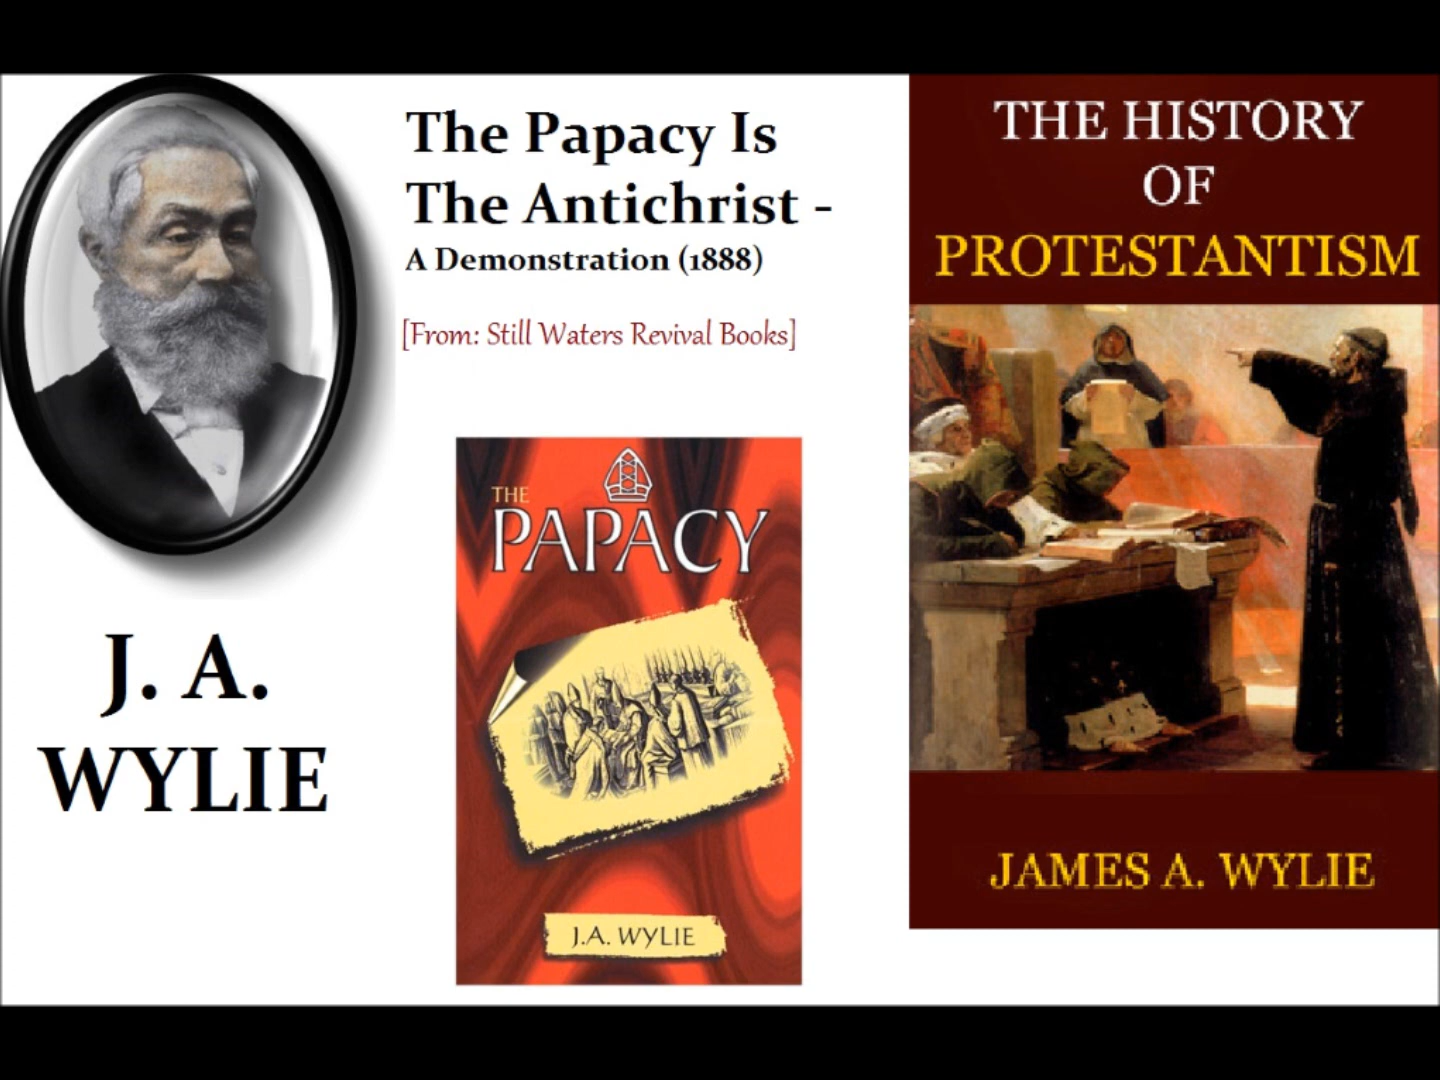 The Papacy Is
The Antichrist -
A Demonstration (1888)
[From: Still Waters Revival Books]
J. A.
WYLIE
THE
PAPACY
J.A. WYLIE
THE HISTORY
OF
PROTESTANTISM
JAMES A. WYLIE